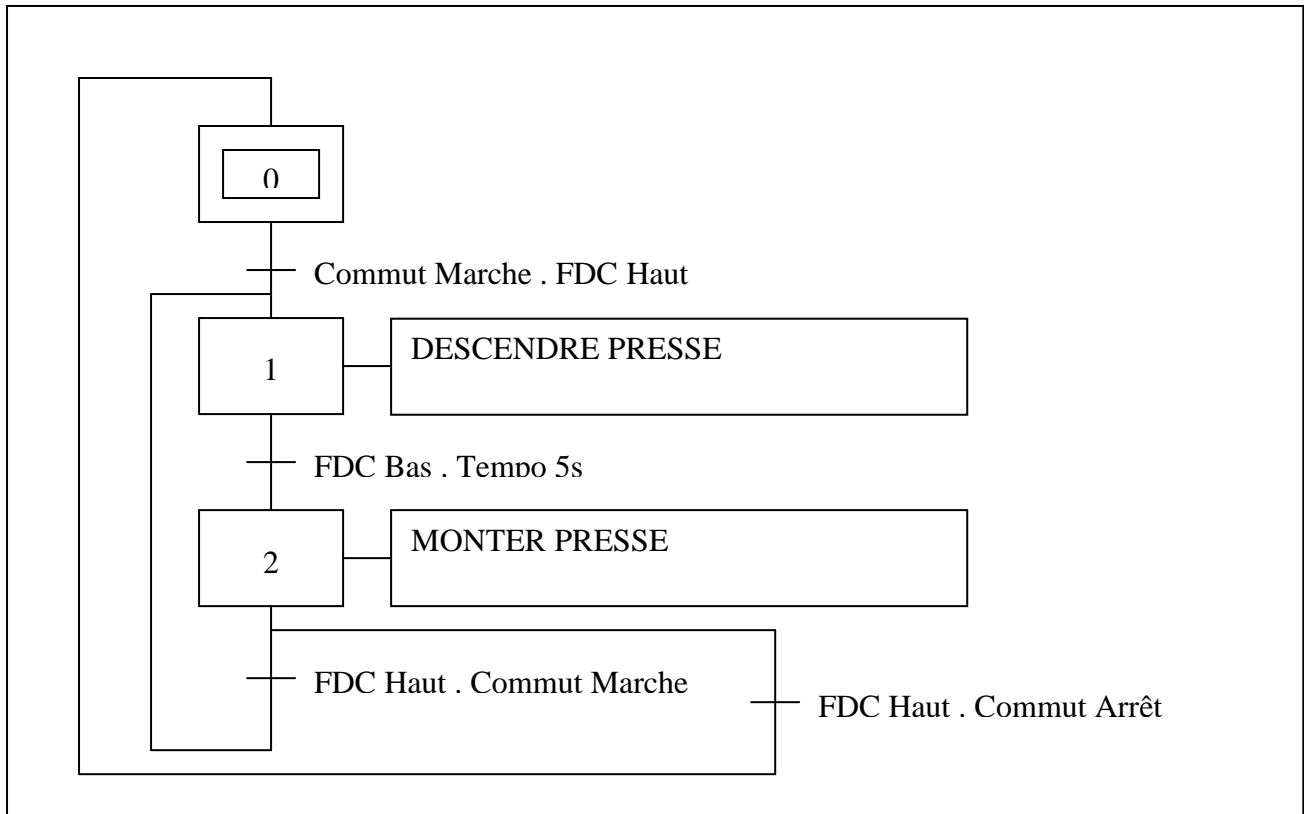 0
Commut Marche . FDC Haut
1
DESCENDRE PRESSE
FDC Bas . Tempo 5s
2
MONTER PRESSE
FDC Haut . Commut Marche
FDC Haut . Commut Arrêt